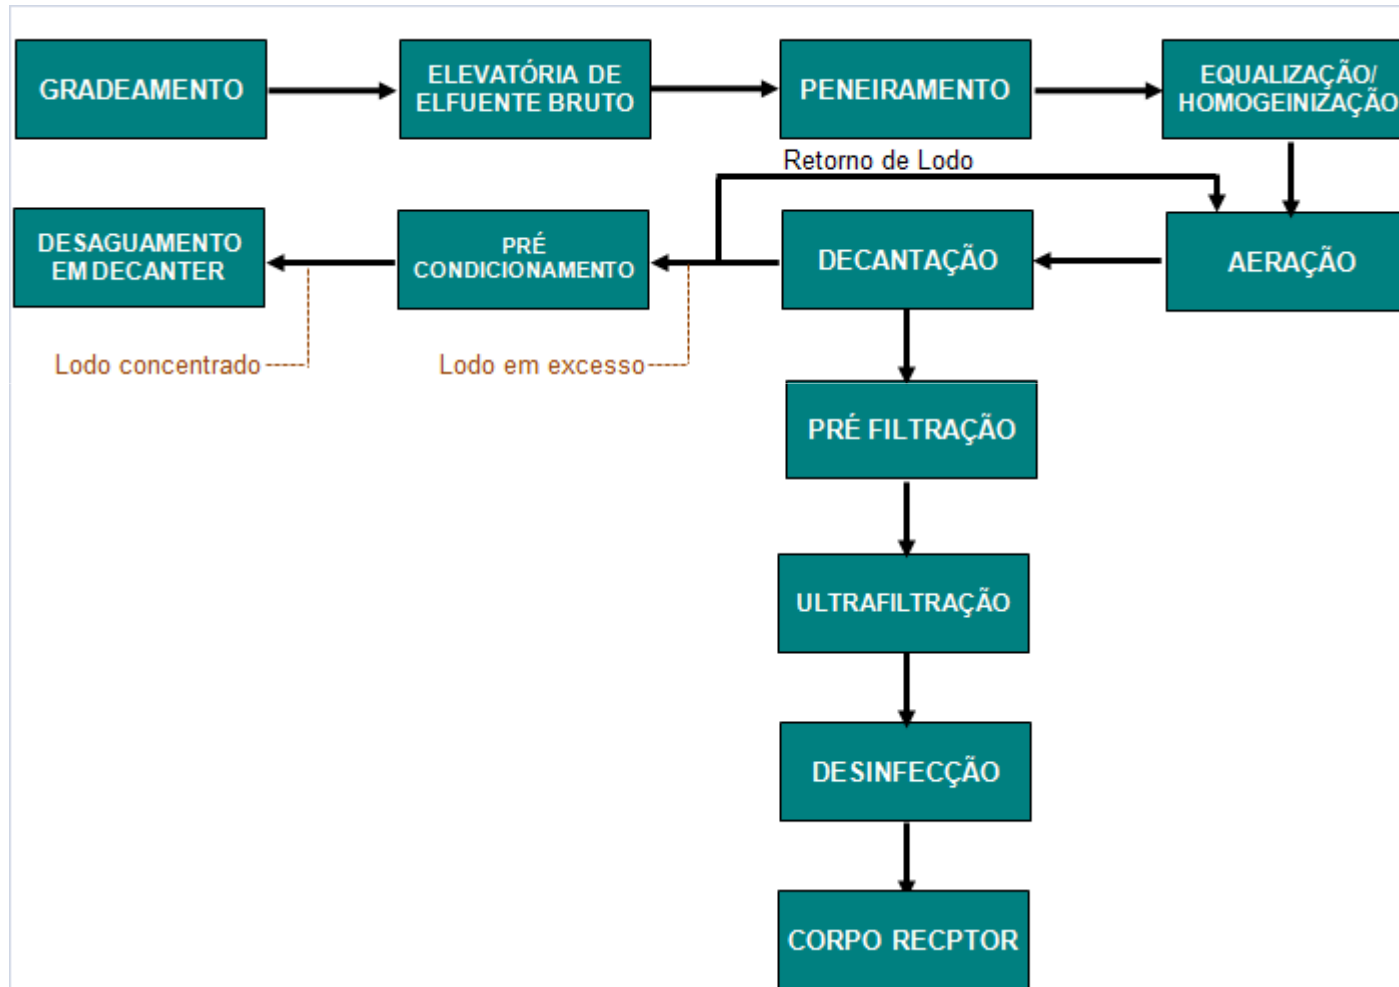 GRADEAMENTO
ELEVATÓRIA DE
ELFUENTE BRUTO
PENEIRAMENTO
EQUALIZAÇÃO/
HOMOGEINIZAÇÃO
Retorno de Lodo
DESAGUAMENTO
EM DECANTER
PRÉ
CONDICIONAMENTO
DECANTAÇÃO
AERAÇÃO
Lodo concentrado
Lodo em excesso
PRÉ FILTRAÇÃO
ULTRAFILTRAÇÃO
DESINFECÇÃO
CORPO RECPTOR